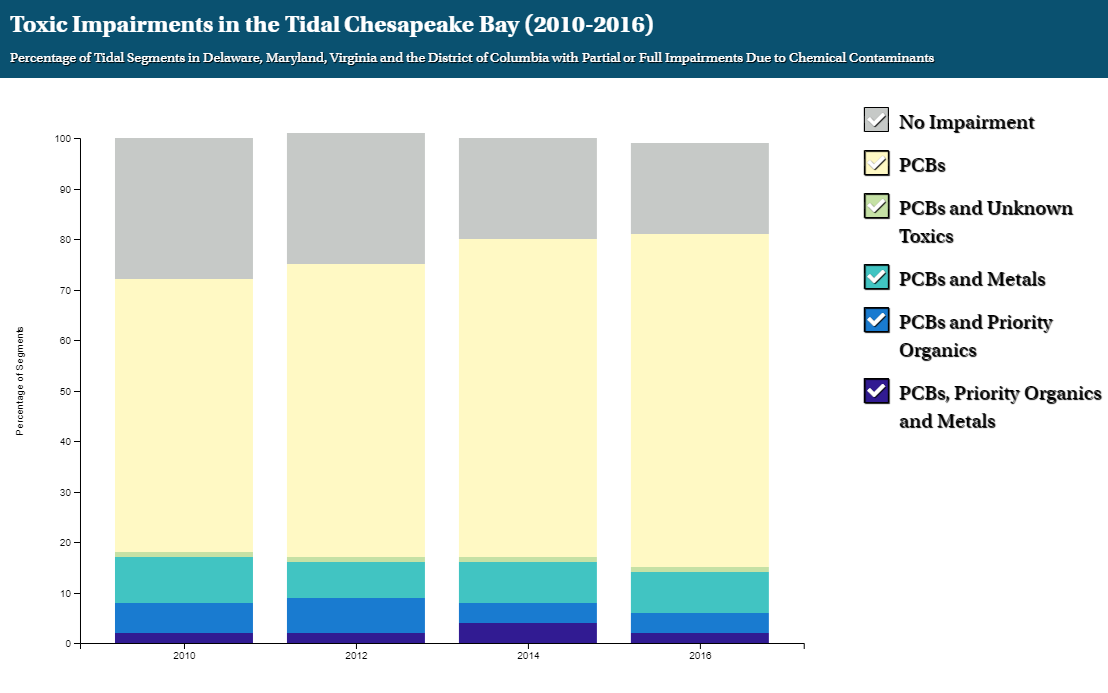 Toxic Impairments in the Tidal Chesapeake Bay (2010-2016)
Percentage of Tidal Segments in Delaware, Maryland, Virginia and the District of Columbia with Partial or Full Impairments Due to Chemical Contaminants
No Impairment
PCBs
PCBs and Unknown
Toxics
PCBs and Metals
PCBs and Priority
Organics
PCBs, Priority Organics
and Metals
Percentage of Segments
100
90
80
70
60
50
40
30
20
10
0
2010
2012
2014
2016